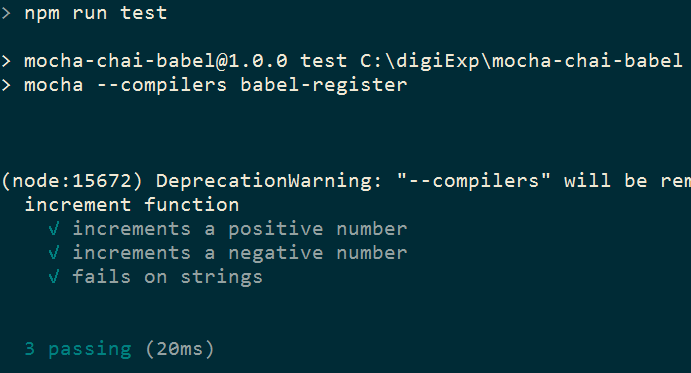 > npm run test
> mocha-chai-babel@1.0.0 test C:\digiExp\mocha-chai-babel
> mocha --compilers babel-register
(node:15672) DeprecationWarning: "--compilers" will be rem
increment function
√ increments a positive number
√ increments a negative number
√ fails on strings
3 passing (20ms)